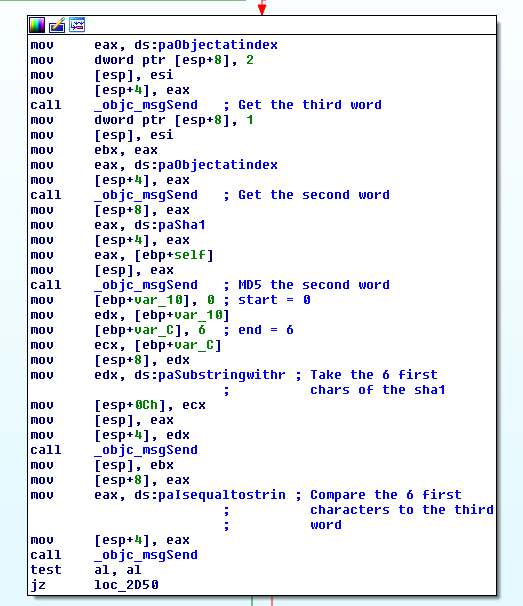 mov     eax, ds:paObjectatindex
mov     dword ptr [esp+8], 2
mov     [esp], esi
mov     [esp+4], eax
call    _objc_msgSend   ; Get the third word
mov     dword ptr [esp+8], 1
mov     [esp], esi
mov     ebx, eax
mov     eax, ds:paObjectatindex
mov     [esp+4], eax
call    _objc_msgSend   ; Get the second word
mov     [esp+8], eax
mov     eax, ds:paSha1
mov     [esp+4], eax
mov     eax, [ebp+self]
mov     [esp], eax
call    _objc_msgSend   ; MD5 the second word
mov     [ebp+var_10], 0 ; start = 0
mov     edx, [ebp+var_10]
mov     [ebp+var_C], 6  ; end = 6
mov     ecx, [ebp+var_C]
mov     [esp+8], edx
mov     edx, ds:paSubstringwithr ; Take the 6 first
                        ;          chars of the sha1
mov     [esp+0Ch], ecx
mov     [esp], eax
mov     [esp+4], edx
call    _objc_msgSend
mov     [esp], ebx
mov     [esp+8], eax
mov     eax, ds:paIsequaltostrin ; Compare the 6 first
                        ;          characters to the third
                        ;          word
mov     [esp+4], eax
call    _objc_msgSend
test    al, al
jz      loc_2D50